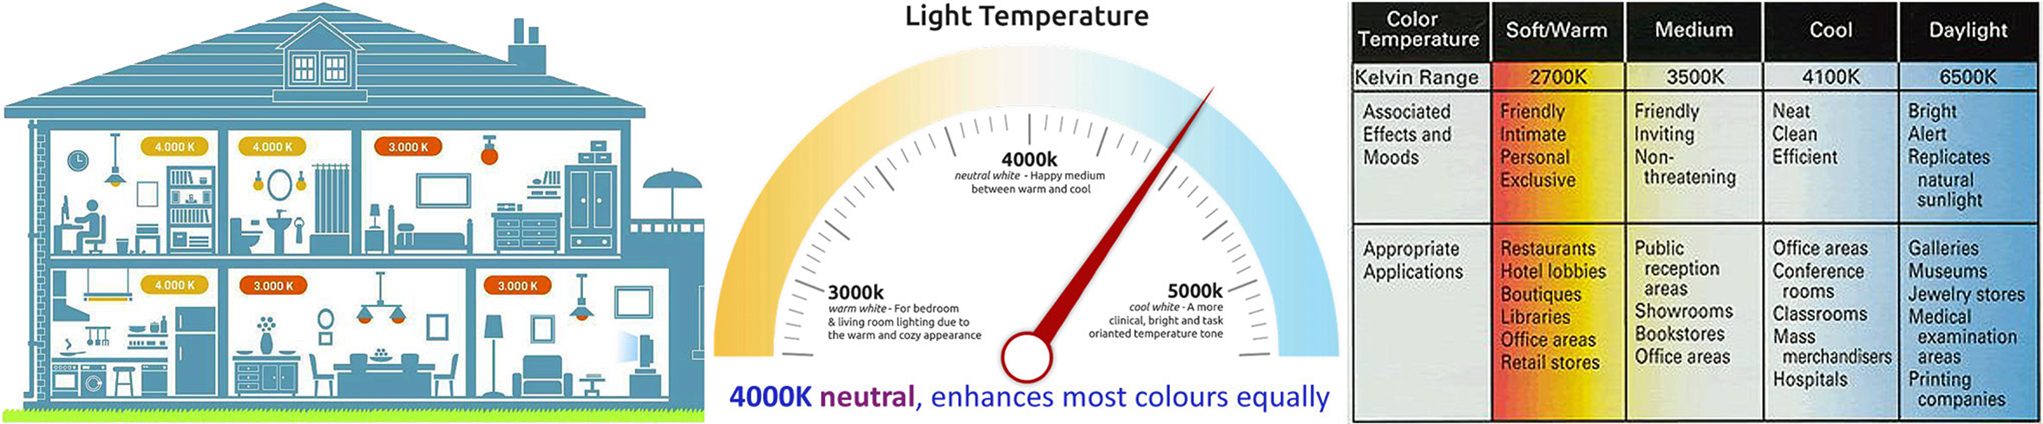 4.000 K
4.000 K
3.000 K
4.000 K
3.000 K
3.000 K
Light Temperature
4000k
neutral white - Happy medium
between warm and cool
3000k
warm white - For bedroom
& living room lighting due to
the warm and cozy appearance
5000k
cool white - A more
clinical, bright and task
orianted temperature tone
4000K neutral, enhances most colours equally
Color
Temperature
Soft/Warm
Medium
Cool
Daylight
Kelvin Range
2700K
3500K
4100K
6500K
Associated
Effects and
Moods
Friendly
Intimate
Personal
Exclusive
Friendly
Inviting
Non-
threatening
Neat
Clean
Efficient
Bright
Alert
Replicates
natural
sunlight
Appropriate
Applications
Restaurants
Hotel lobbies
Boutiques
Libraries
Office areas
Retail stores
Public
reception
areas
Showrooms
Bookstores
Office areas
Office areas
Conference
rooms
Classrooms
Mass
merchandisers
Hospitals
Galleries
Museums
Jewelry stores
Medical
examination
areas
Printing
companies